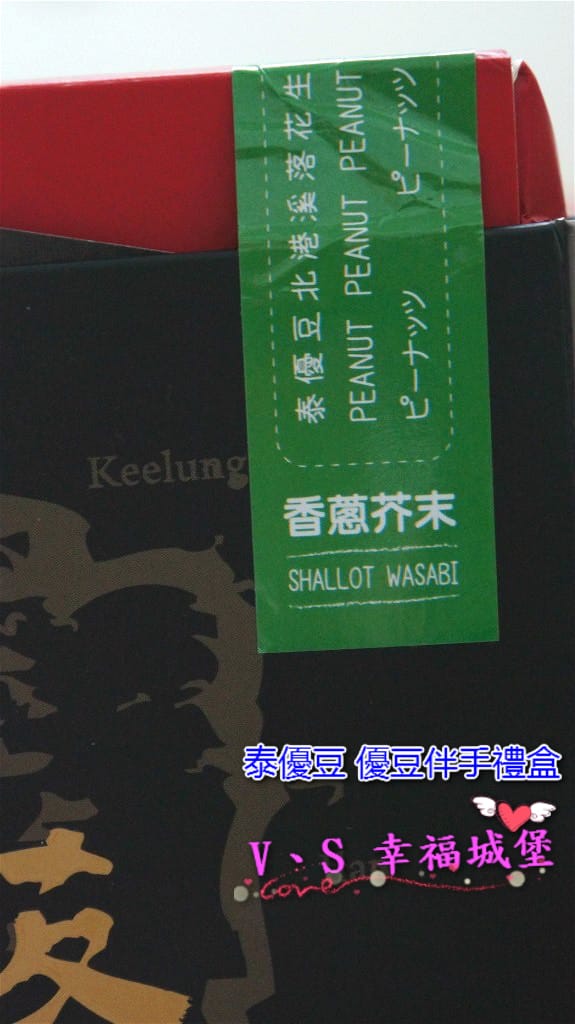 泰優豆北港溪落花生
PEANUT PEANUT PEANUT
ピーナッツ ピーナッツ
Keelung
香蔥芥末
SHALLOT WASABI
泰優豆 優豆伴手禮盒
V、S 幸福城堡
Love